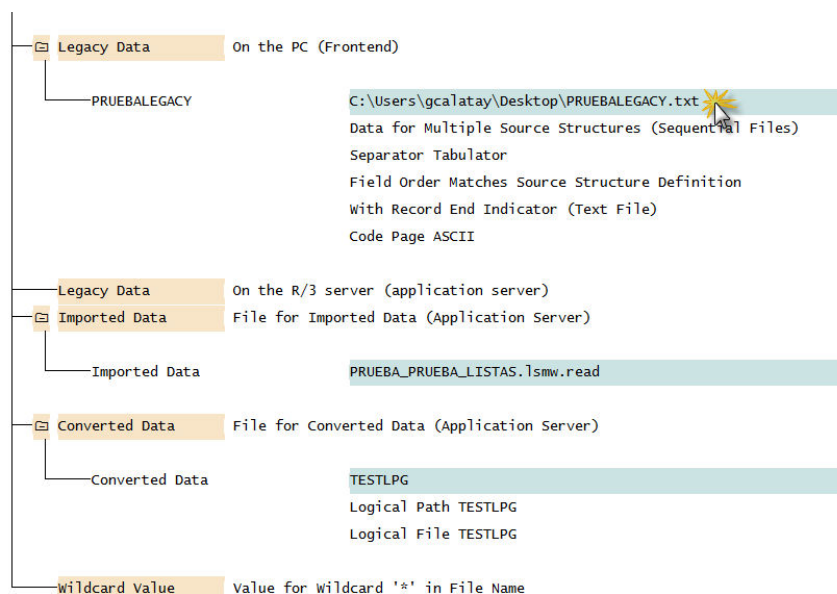 Legacy Data On the PC (Frontend)
PRUEBALEGACY C:\Users\gcalatay\Desktop\PRUEBALEGACY.txt
Data for Multiple Source Structures (Sequential Files)
Separator Tabulator
Field Order Matches Source Structure Definition
With Record End Indicator (Text File)
Code Page ASCII
Legacy Data On the R/3 server (application server)
Imported Data File for Imported Data (Application Server)
Imported Data PRUEBA_PRUEBA_LISTAS.lsmw.read
Converted Data File for Converted Data (Application Server)
Converted Data TESTLPG
Logical Path TESTLPG
Logical File TESTLPG
Wildcard Value Value for Wildcard '*' in File Name